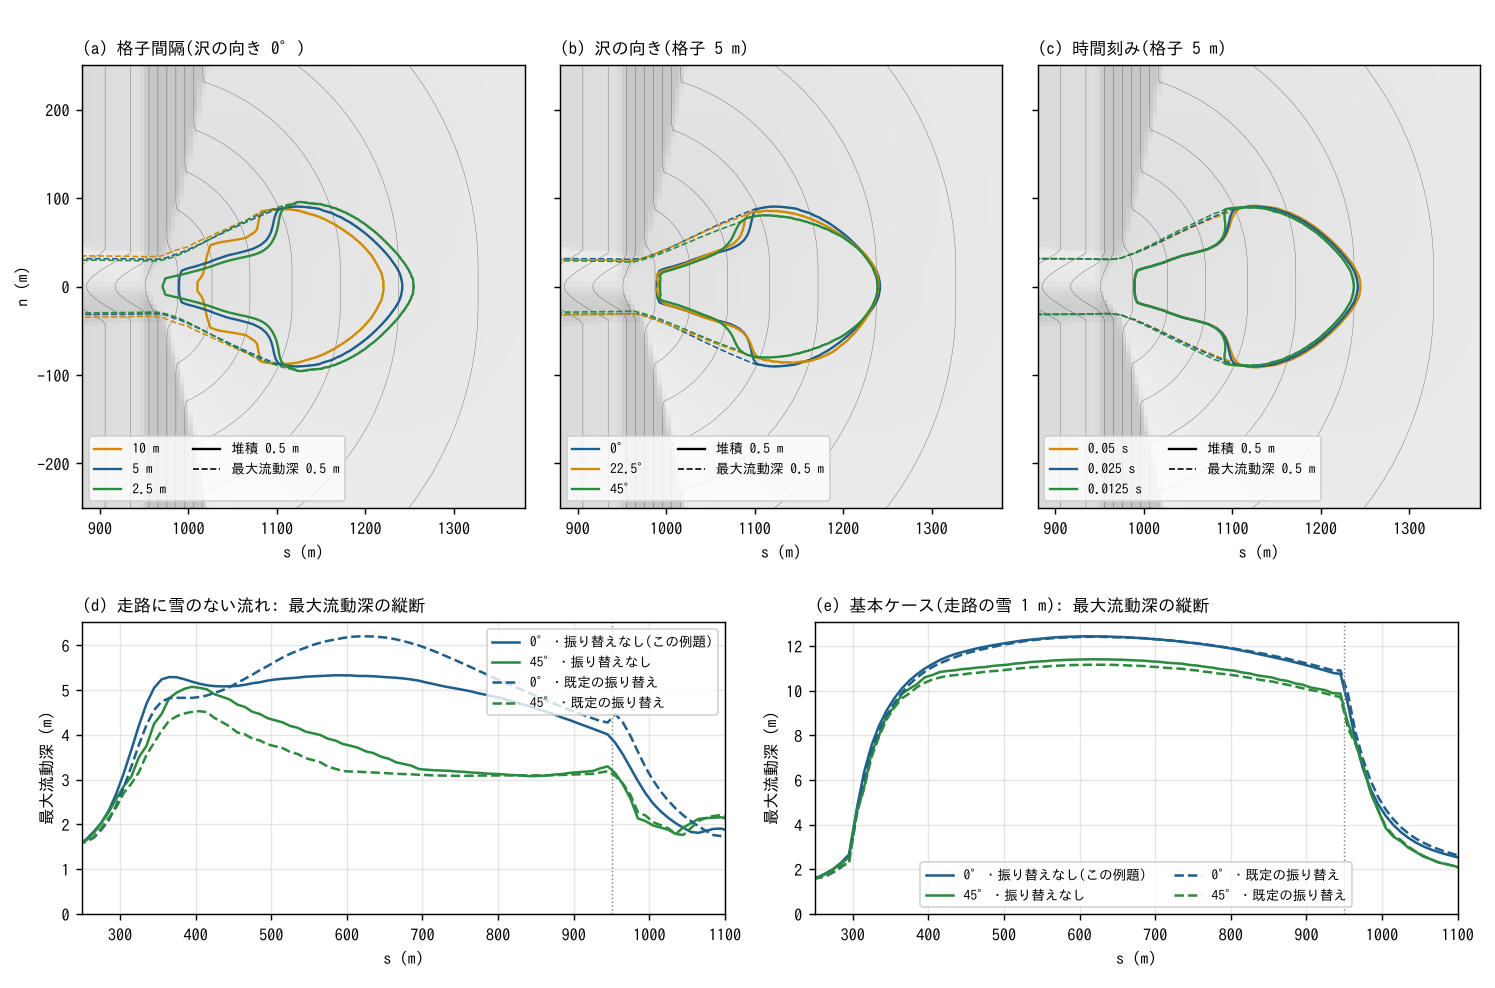 (a) 格子間隔(沢の向き 0°)
(b) 沢の向き(格子 5 m)
(c) 時間刻み(格子 5 m)
n (m)
200
100
0
-100
-200
10 m
5 m
2.5 m
堆積 0.5 m
最大流動深 0.5 m
0°
22.5°
45°
堆積 0.5 m
最大流動深 0.5 m
0.05 s
0.025 s
0.0125 s
堆積 0.5 m
最大流動深 0.5 m
900 1000 1100 1200 1300
900 1000 1100 1200 1300
900 1000 1100 1200 1300
s (m)
s (m)
s (m)
(d) 走路に雪のない流れ: 最大流動深の縦断
(e) 基本ケース(走路の雪 1 m): 最大流動深の縦断
最大流動深 (m)
6
5
4
3
2
1
0
0°・振り替えなし(この例題)
45°・振り替えなし
0°・既定の振り替え
45°・既定の振り替え
300 400 500 600 700 800 900 1000 1100
s (m)
最大流動深 (m)
12
10
8
6
4
2
0
0°・振り替えなし(この例題)
45°・振り替えなし
0°・既定の振り替え
45°・既定の振り替え
300 400 500 600 700 800 900 1000 1100
s (m)